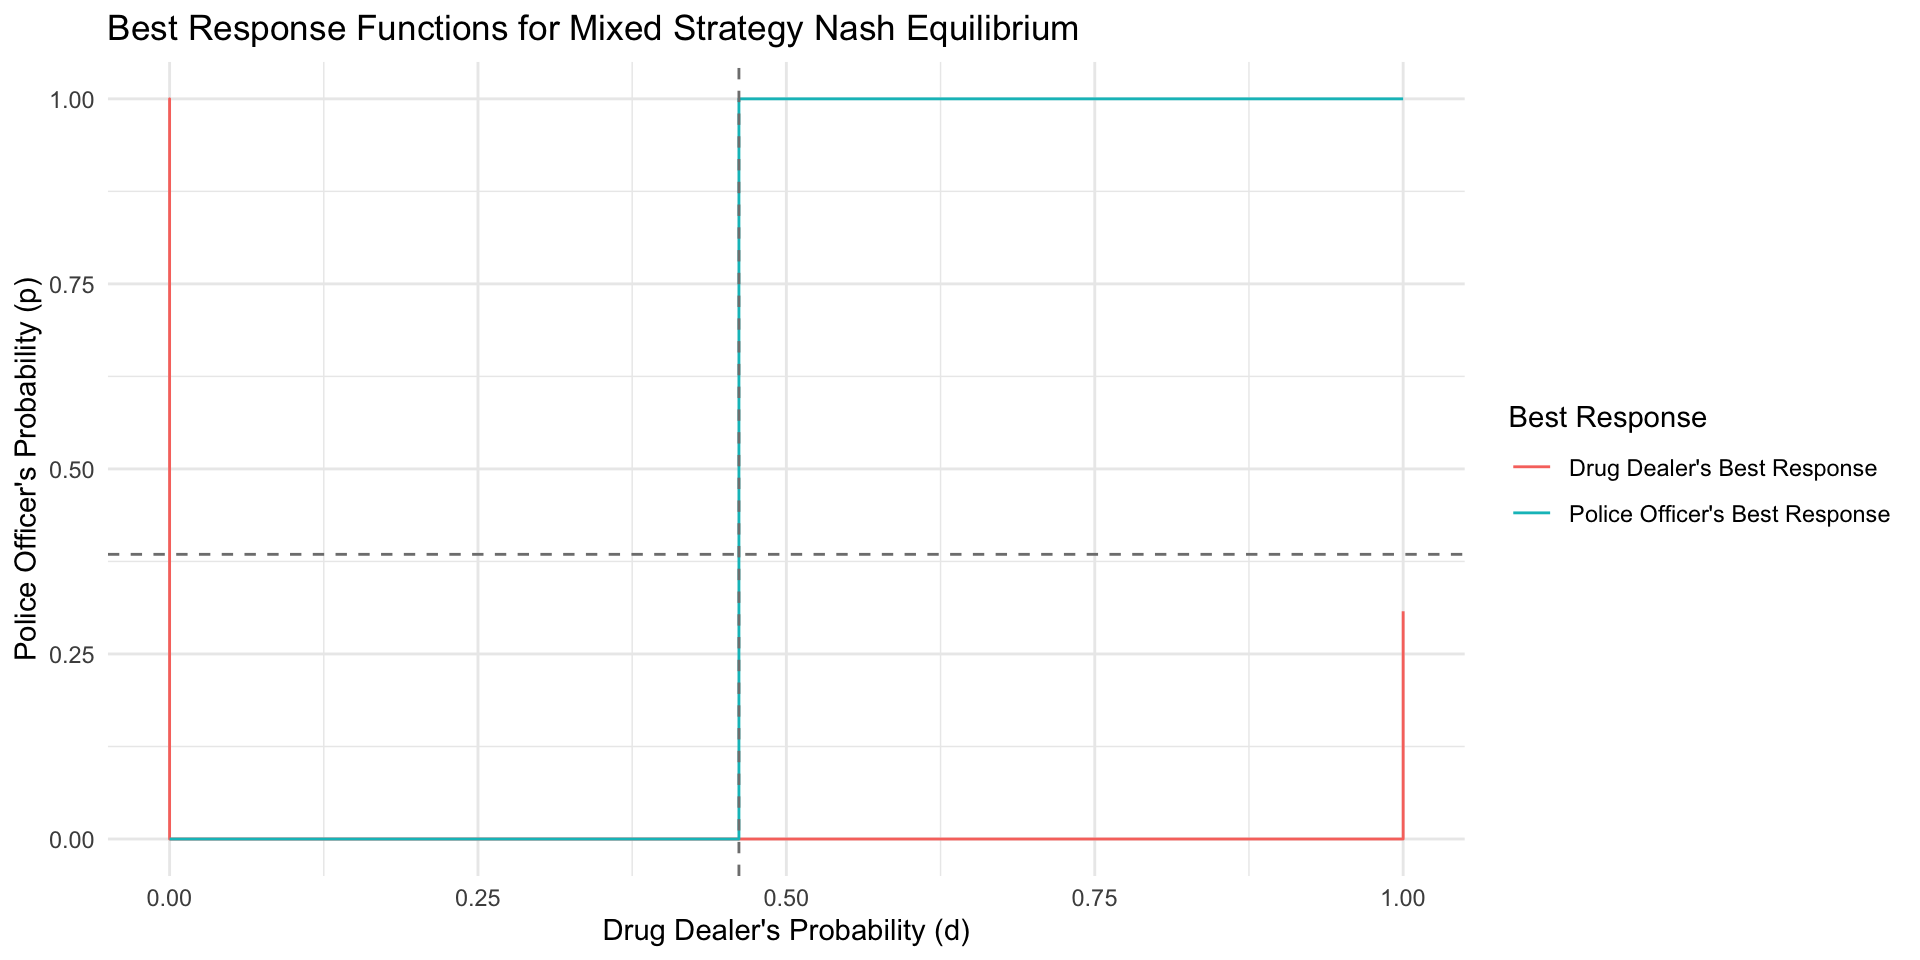 Best Response Functions for Mixed Strategy Nash Equilibrium
1.00
0.75
0.50
0.25
0.00
Police Officer's Probability (p)
0.00 0.25 0.50 0.75 1.00
Drug Dealer's Probability (d)
Best Response
Drug Dealer's Best Response
Police Officer's Best Response